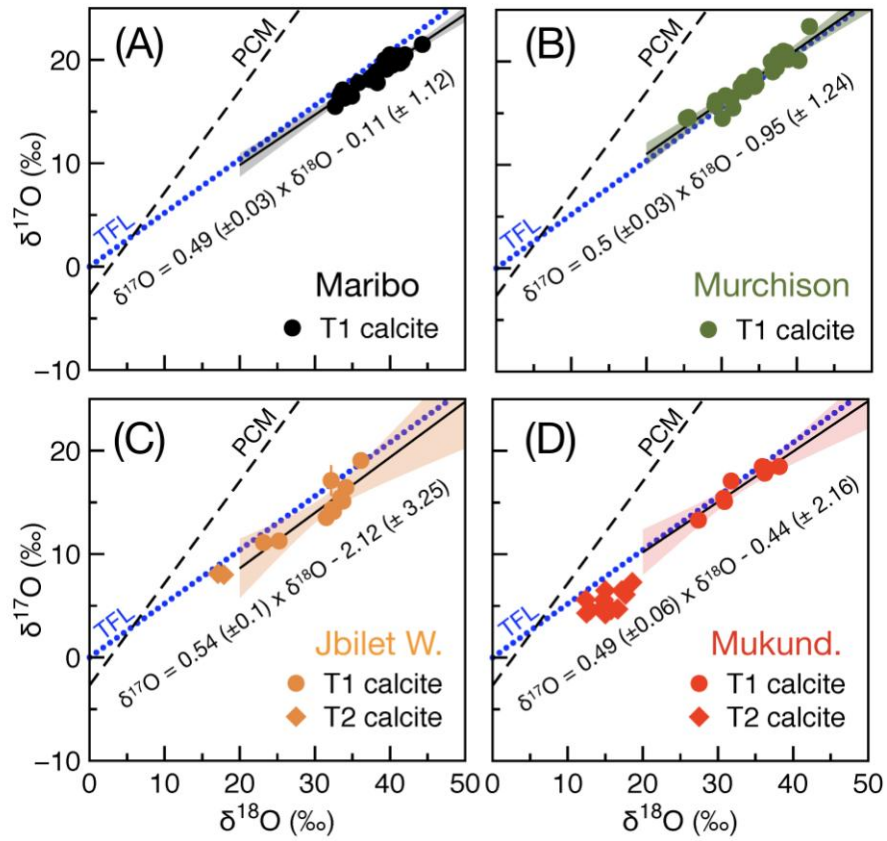 (A)
PCM
TFL
δ17O = 0.49 (±0.03) x δ18O - 0.11 (± 1.12)
Maribo
T1 calcite
20
10
0
−10
δ17O (‰)
(B)
PCM
TFL
δ17O = 0.5 (±0.03) x δ18O - 0.95 (± 1.24)
Murchison
T1 calcite
(C)
PCM
TFL
δ17O = 0.54 (±0.1) x δ18O - 2.12 (± 3.25)
Jbilet W.
T1 calcite
T2 calcite
20
10
0
−10
δ17O (‰)
0 10 20 30 40 50
δ18O (‰)
(D)
PCM
TFL
δ17O = 0.49 (±0.06) x δ18O - 0.44 (± 2.16)
Mukund.
T1 calcite
T2 calcite
0 10 20 30 40 50
δ18O (‰)